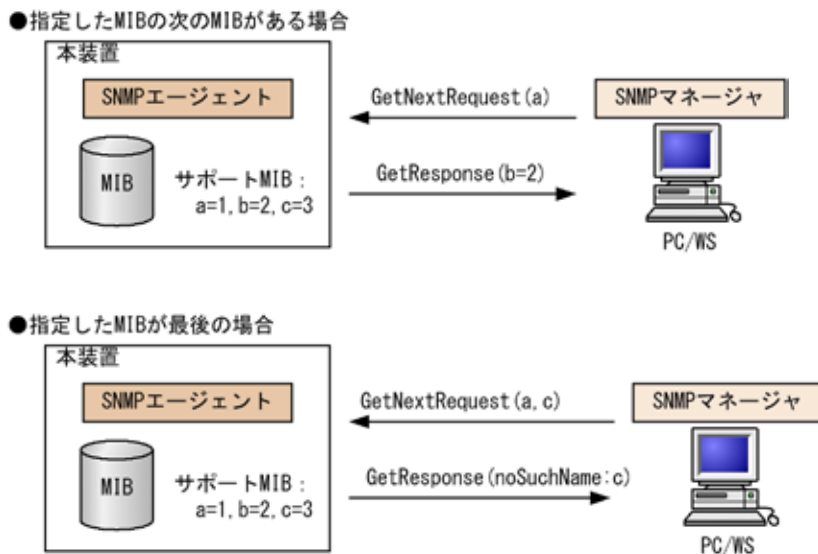 ●指定したMIBの次のMIBがある場合
本装置
SNMPエージェント
GetNextRequest(a)
SNMPマネージャ
MIB
サポートMIB:
a=1,b=2,c=3
GetResponse(b=2)
PC/WS
●指定したMIBが最後の場合
本装置
SNMPエージェント
GetNextRequest(a,c)
SNMPマネージャ
MIB
サポートMIB:
a=1,b=2,c=3
GetResponse(noSuchName:c)
PC/WS